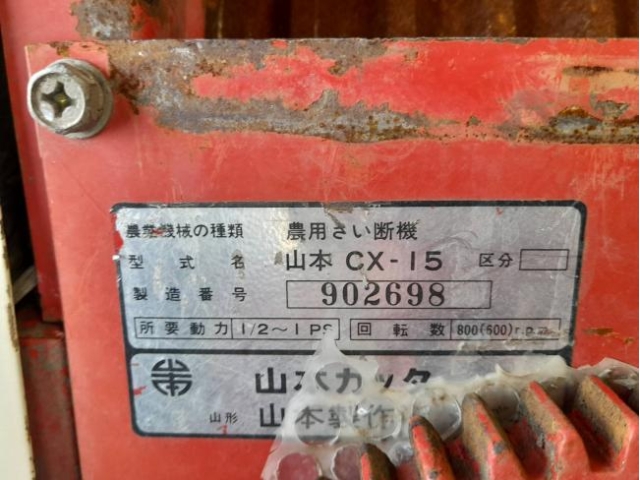 農業機械の種類 農用さい断機
型式名 山本 CX-15 区分
製造番号 902698
所要動力 1/2～1PS 回転数 800(600)r.p.m
山本カッター
山形 山本製作